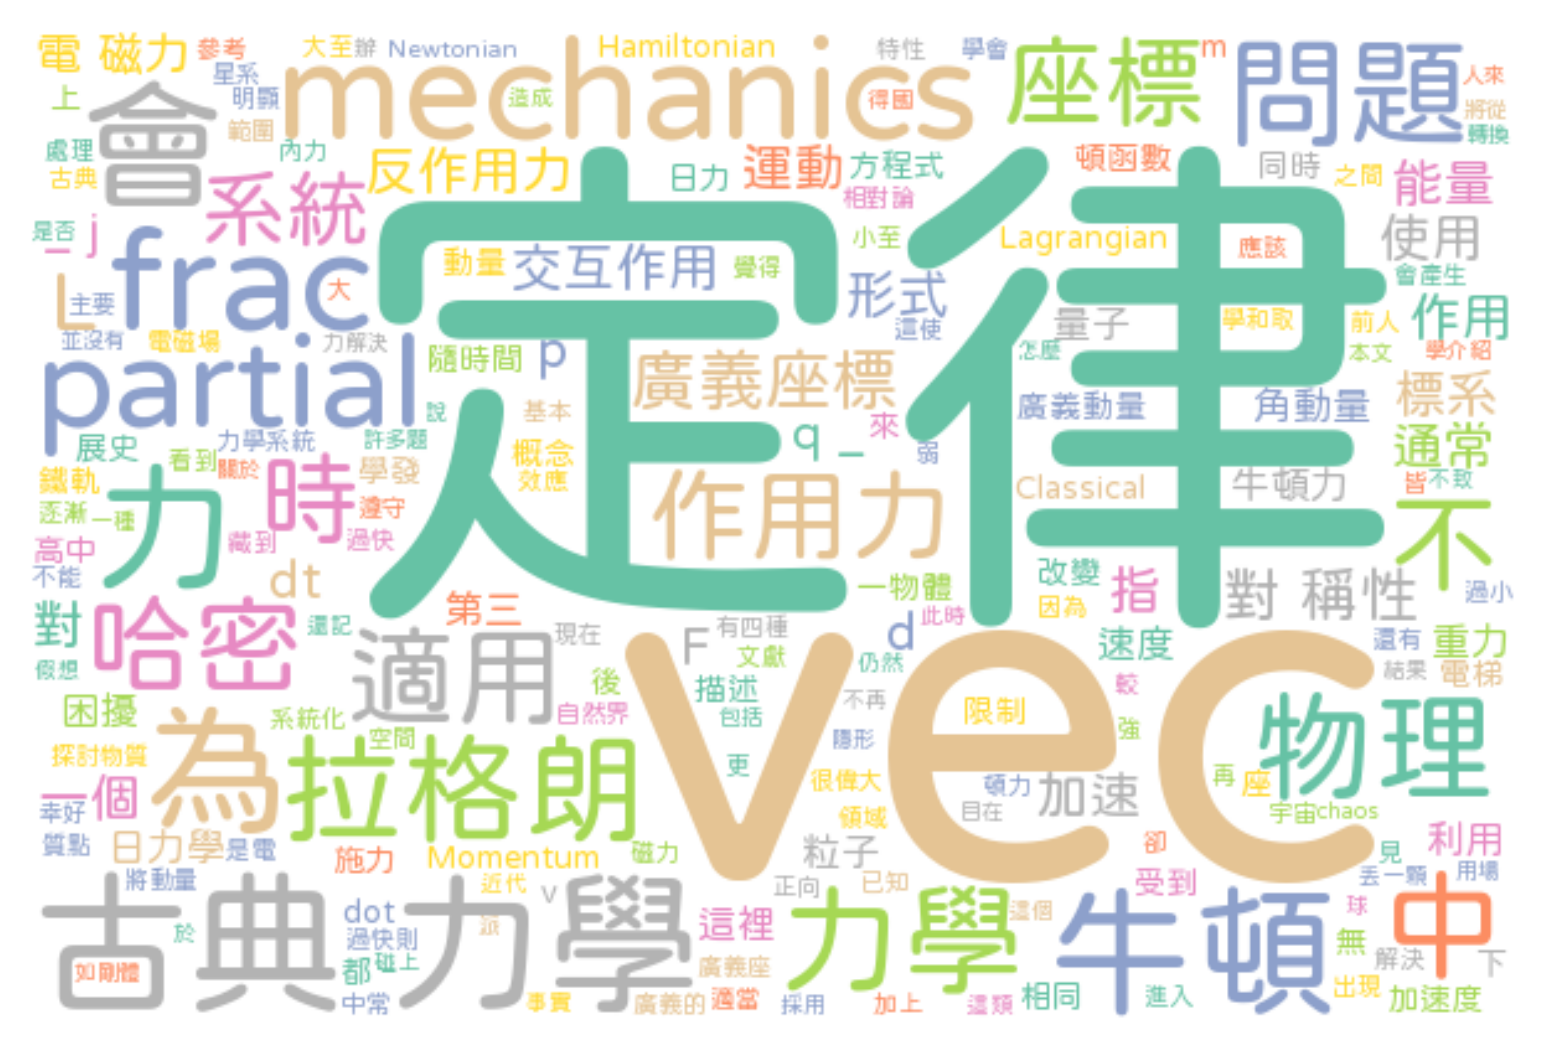 電 磁力
參考
大至
辦
Newtonian
Hamiltonian
特性
學會
座標
m
問題
人來
星系
上
明顯
會
mechanics
造成
得國
將從
轉換
範圍
處理
內力
古典
系統
反作用力
日力
運動
方程式
頓函數
同時
之間
能量
相對論
是否
_ j
frac
定律
小至
Lagrangian
應該
使用
動量
交互作用
覺得
會產生
L
主要
大
形式
這使
量子
學和取
前人
作用
並沒有
電磁場
力解決
隨時間
p
廣義座標
怎麼
本文
學介紹
partial
說
基本
廣義動量
角動量
標系
展史
力學系統
許多題
q _
來
弱
通常
看到
關於
時
學發
概念
效應
作用力
Classical
牛頓力
皆
不致
鐵軌
力
逐漸
一種
遵守
藏到
過快
不
高中
不能
dt
一物體
改變
因為
指
對 稱性
過小
對
哈密
還記
第三
現在
適用
F
有四種
文獻
d
此時
仍然
速度
還有
重力
結果
電梯
假想
困擾
為
系統化
自然界
後
描述
包括
不再
vec
限制
較
強
物理
空間
探討物質
拉格朗
隱形
更
很偉大
頓力
加速
再
座
一個
幸好
目在
宇宙
chaos
領域
質點
日力學
是電
施力
Momentum
磁力
粒子
卻
見
利用
將動量
近代
v
正向
已知
受到
丟一顆
用場
古典力學
dot
過快則
於
這裡
力學
這個
牛頓
球
中
無
如剛體
都
磁上
廣義座
解決
下
中常
事實
廣義的
適當
採用
加上
這類
相同
進入
出現
加速度